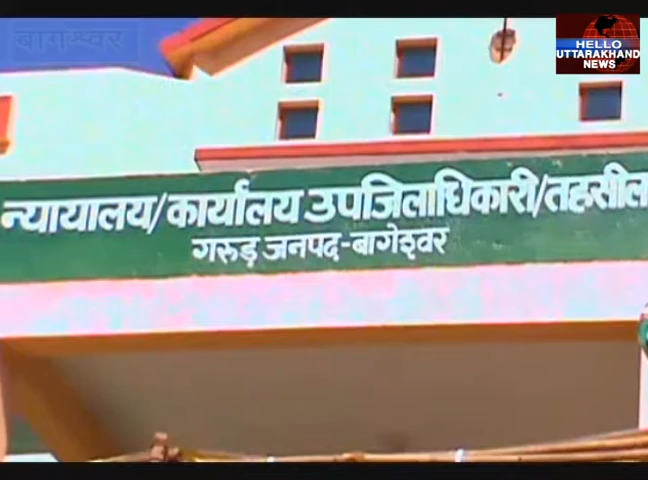 बागेश्वर
HELLO
UTTARAKHAND
NEWS
न्यायालय/कार्यालय उपजिलाधिकारी/तहसील
गरुड़ जनपद-बागेश्वर